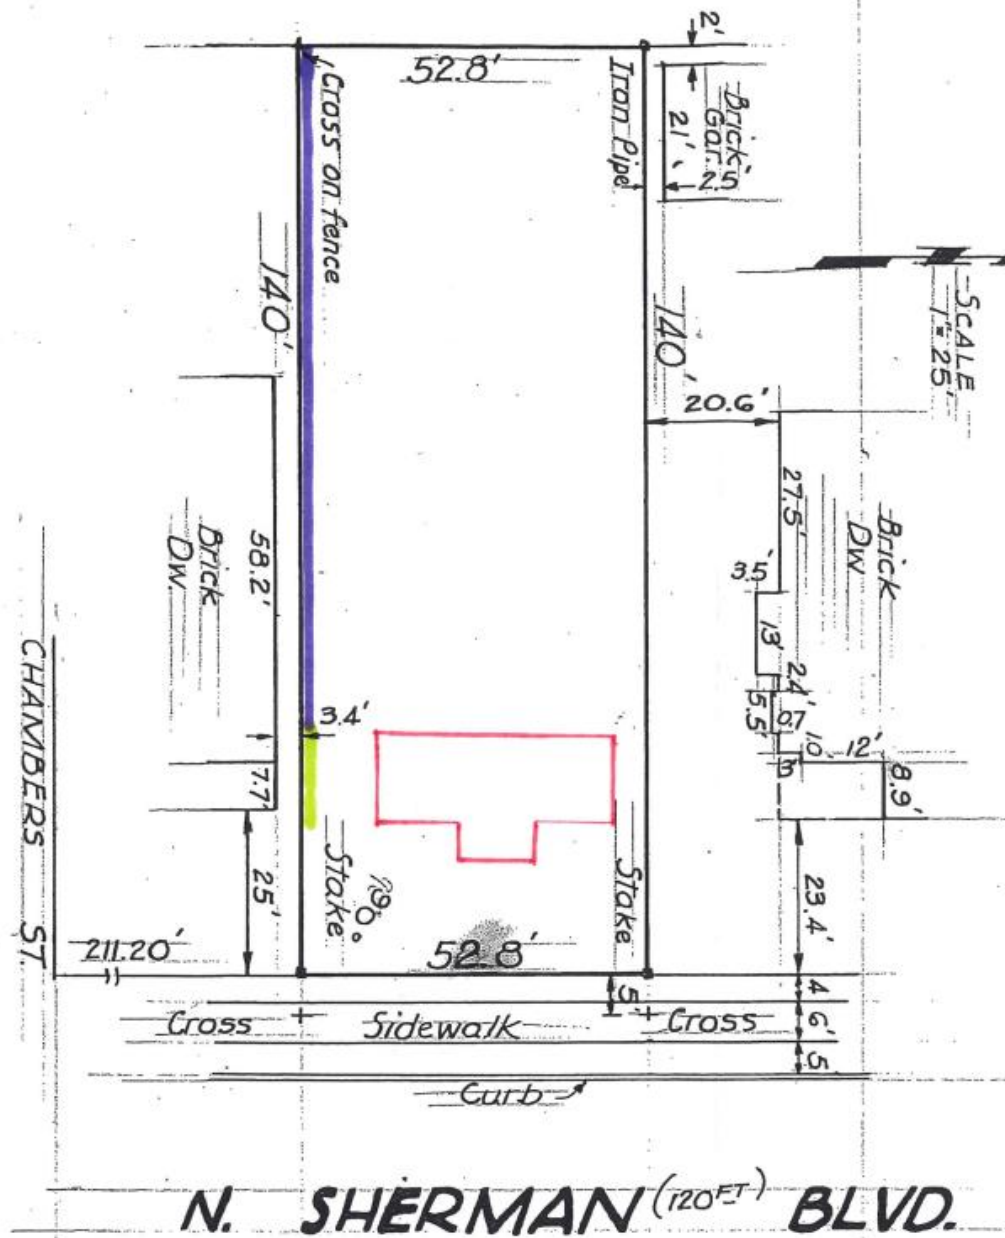 2'
52.8'
Cross on fence
Iron Pipe
Brick
Gar.
21'
2.5'
140'
140'
SCALE
1" = 25'
20.6'
27.5'
Brick
Dw
58.2'
Brick
Dw.
3.5'
13'
2.4'
5.5'
0.7
1.0'
12'
3'
8.9'
3.4'
7.7'
25'
Stake
Stake
23.4'
CHAMBERS ST.
211.20'
52.8'
4
5'
Cross
Sidewalk
Cross
6'
5
Curb
N. SHERMAN (120 FT) BLVD.